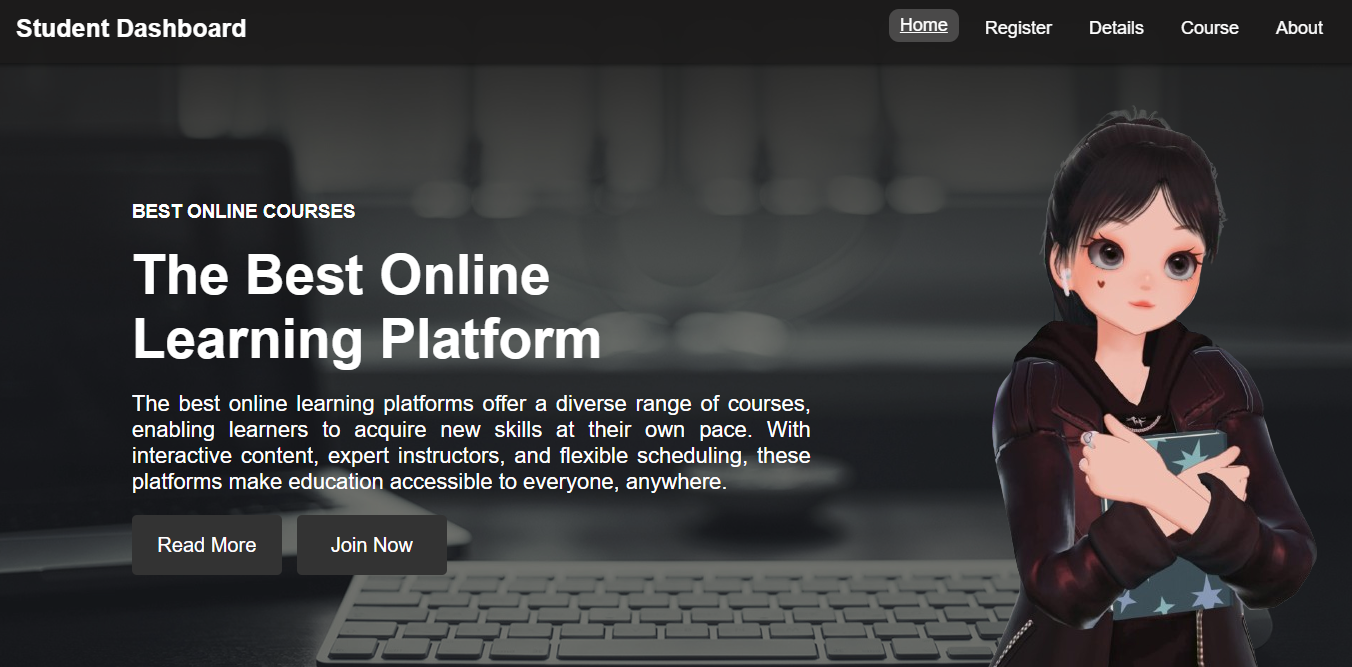 Student Dashboard
Home Register Details Course About
BEST ONLINE COURSES
The Best Online
Learning Platform
The best online learning platforms offer a diverse range of courses,
enabling learners to acquire new skills at their own pace. With
interactive content, expert instructors, and flexible scheduling, these
platforms make education accessible to everyone, anywhere.
Read More Join Now